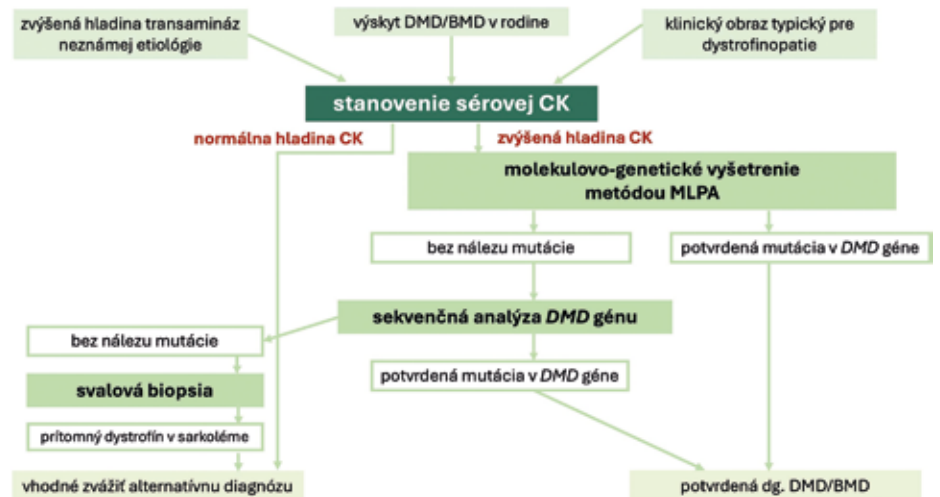 zvýšená hladina transamináz
neznámej etiológie
výskyt DMD/BMD v rodine
klinický obraz typický pre
dystrofinopatie
stanovenie sérovej CK
normálna hladina CK
zvýšená hladina CK
molekulovo-genetické vyšetrenie
metódou MLPA
bez nálezu mutácie
potvrdená mutácia v DMD géne
sekvenčná analýza DMD génu
bez nálezu mutácie
potvrdená mutácia v DMD géne
svalová biopsia
prítomný dystrofín v sarkoléme
vhodné zvážiť alternatívnu diagnózu
potvrdená dg. DMD/BMD